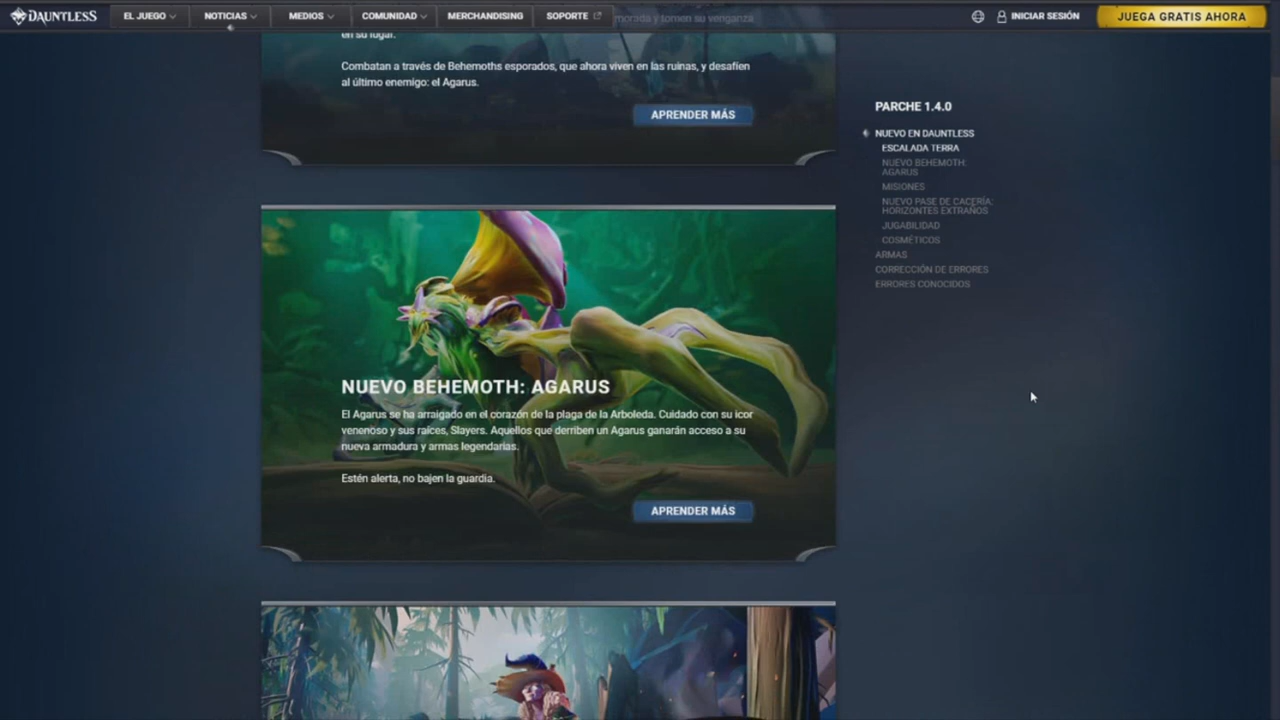 DAUNTLESS
EL JUEGO
NOTICIAS
MEDIOS
COMUNIDAD
MERCHANDISING
SOPORTE
morada y tomen su venganza
INICIAR SESIÓN
JUEGA GRATIS AHORA
en su lugar.
Combatan a través de Behemoths esporados, que ahora viven en las ruinas, y desafíen
al último enemigo: el Agarus.
APRENDER MÁS
NUEVO BEHEMOTH: AGARUS
El Agarus se ha arraigado en el corazón de la plaga de la Arboleda. Cuidado con su icor
venenoso y sus raíces, Slayers. Aquellos que derriben un Agarus ganarán acceso a su
nueva armadura y armas legendarias.
Estén alerta, no bajen la guardia.
APRENDER MÁS
PARCHE 1.4.0
NUEVO EN DAUNTLESS
ESCALADA TERRA
NUEVO BEHEMOTH:
AGARUS
MISIONES
NUEVO PASE DE CACERÍA:
HORIZONTES EXTRAÑOS
JUGABILIDAD
COSMÉTICOS
ARMAS
CORRECCIÓN DE ERRORES
ERRORES CONOCIDOS